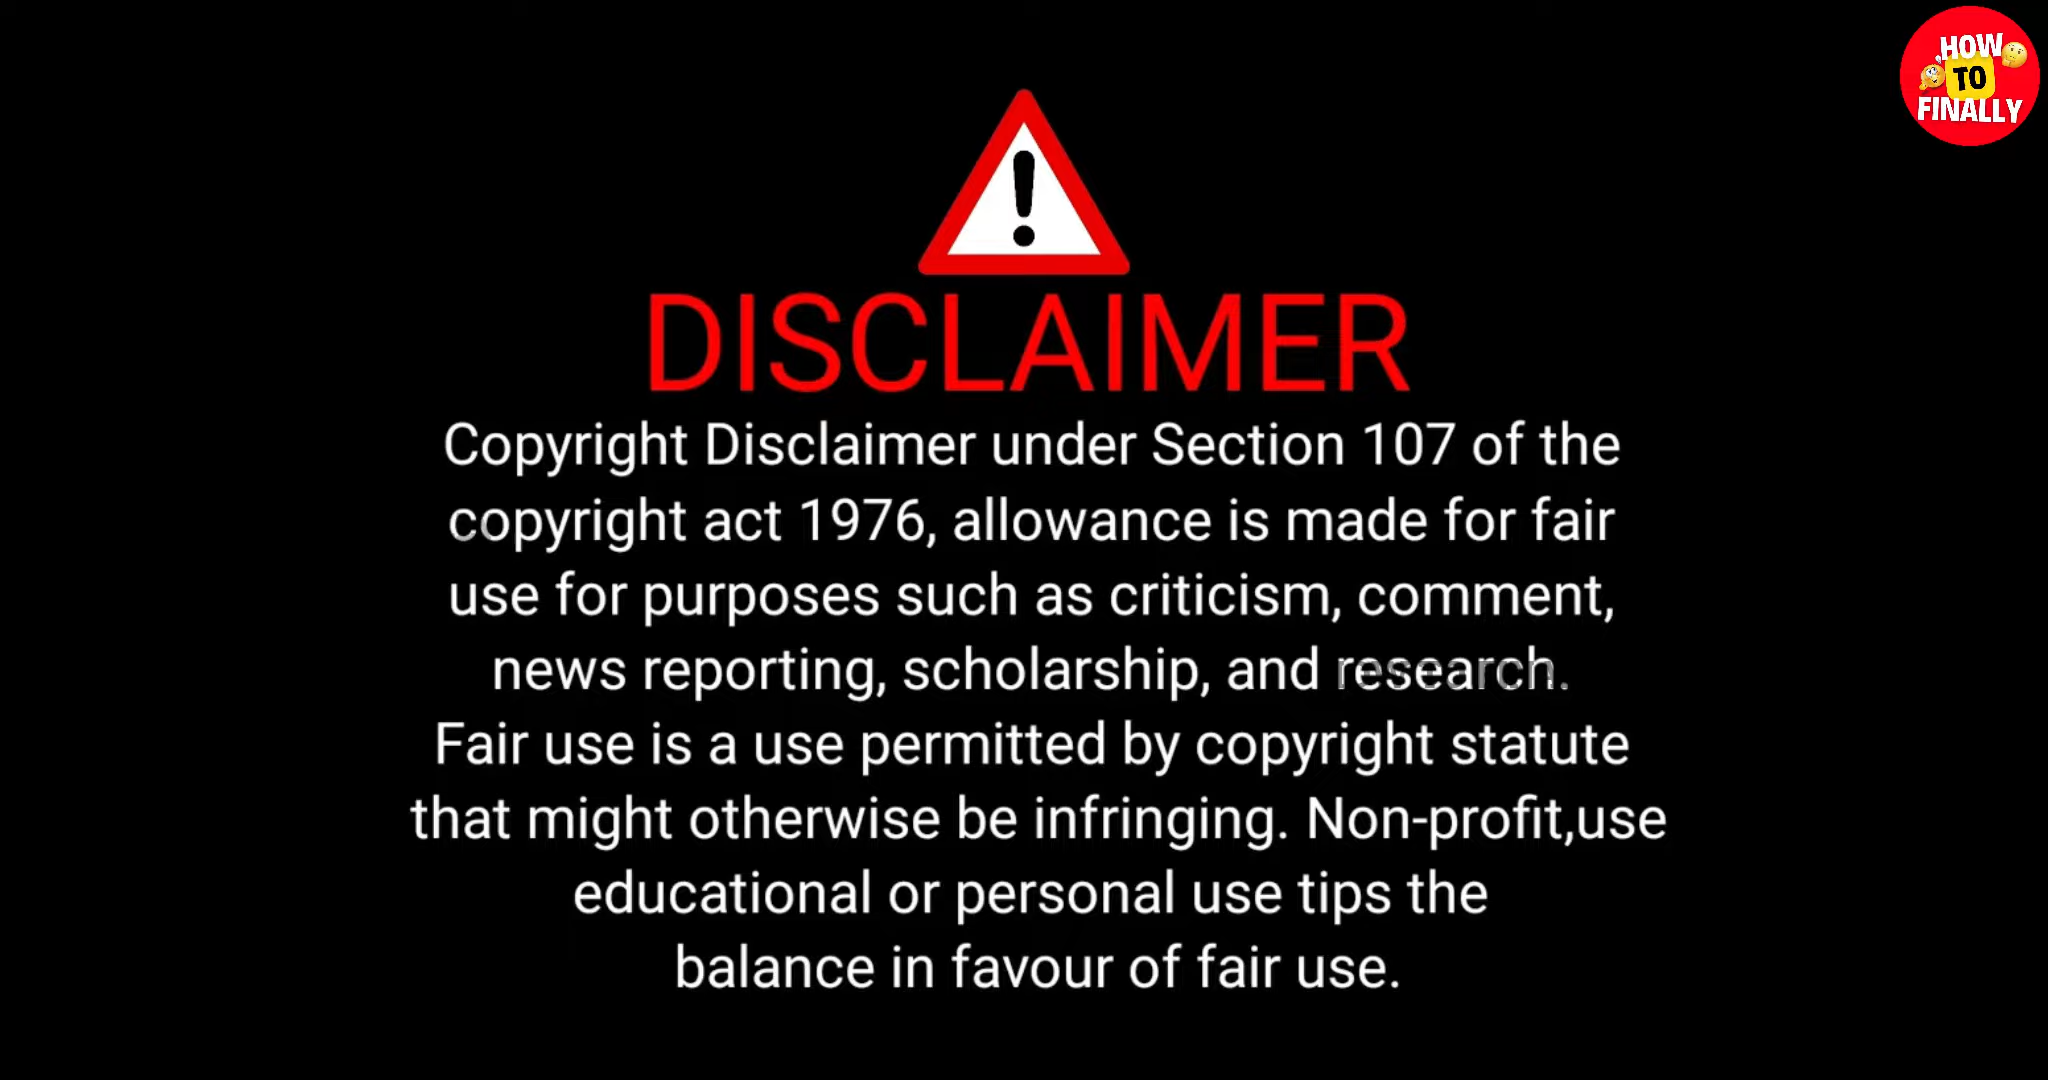 HOW
TO
FINALLY
DISCLAIMER
Copyright Disclaimer under Section 107 of the
copyright act 1976, allowance is made for fair
use for purposes such as criticism, comment,
news reporting, scholarship, and research.
Fair use is a use permitted by copyright statute
that might otherwise be infringing. Non-profit,use
educational or personal use tips the
balance in favour of fair use.